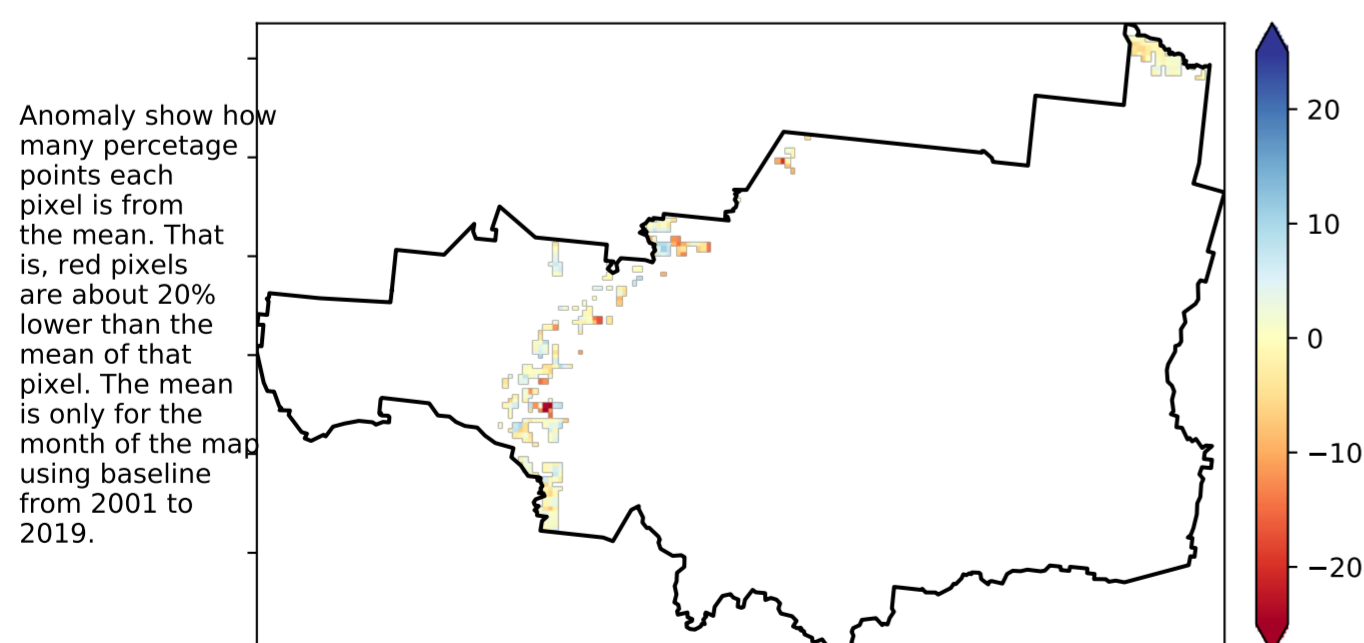 Anomaly show how
many percetage
points each
pixel is from
the mean. That
is, red pixels
are about 20%
lower than the
mean of that
pixel. The mean
is only for the
month of the map
using baseline
from 2001 to
2019.
20
10
0
−10
−20